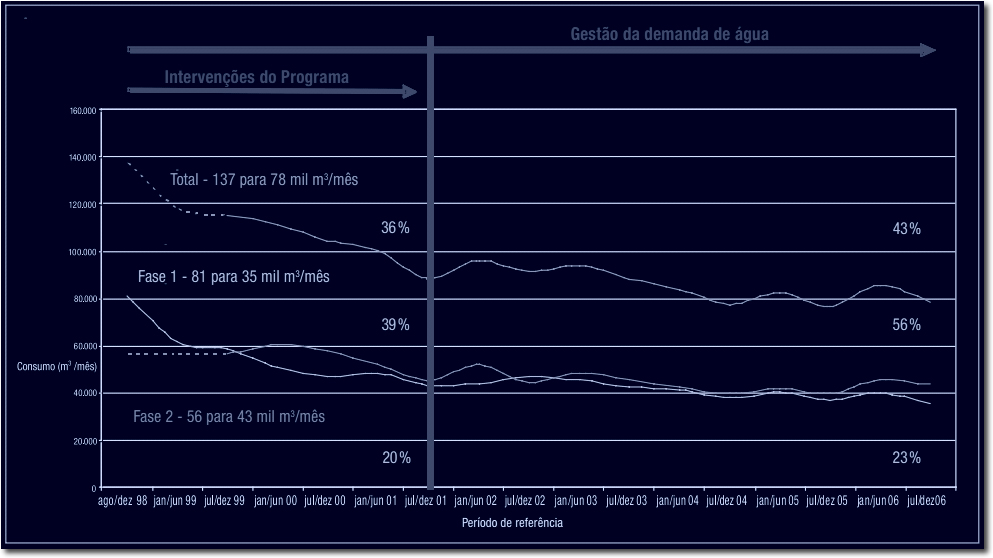 Gestão da demanda de água
Intervenções do Programa
160.000
140.000
Total - 137 para 78 mil m³/mês
120.000
36%
43%
100.000
Fase 1 - 81 para 35 mil m³/mês
80.000
39%
56%
60.000
Consumo (m³ /mês)
40.000
Fase 2 - 56 para 43 mil m³/mês
20.000
20%
23%
0
ago/dez 98 jan/jun 99 jul/dez 99 jan/jun 00 jul/dez 00 jan/jun 01 jul/dez 01 jan/jun 02 jul/dez 02 jan/jun 03 jul/dez 03 jan/jun 04 jul/dez 04 jan/jun 05 jul/dez 05 jan/jun 06 jul/dez06
Período de referência